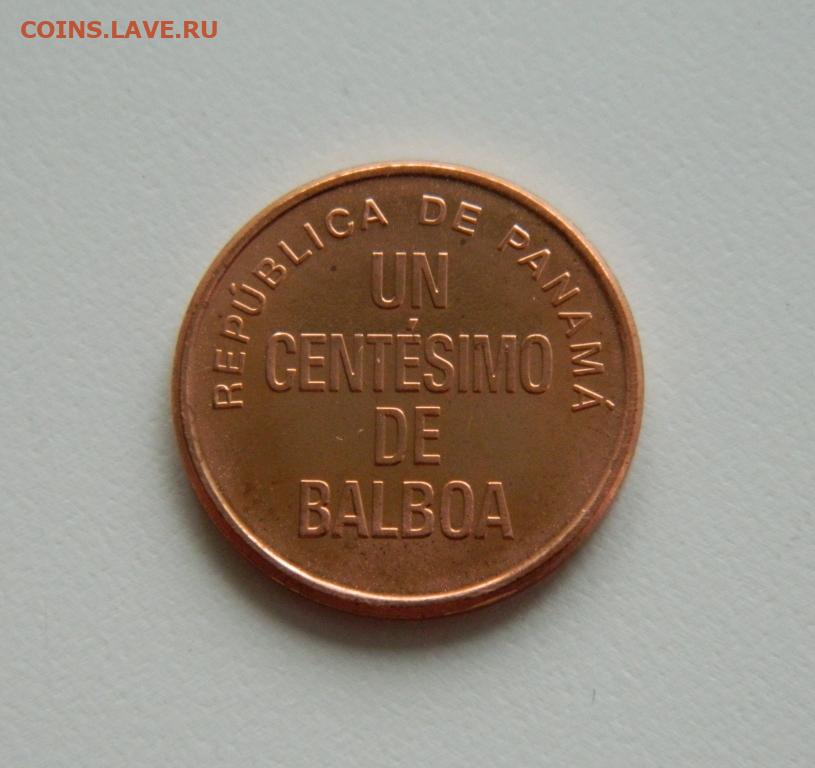 COINS.LAVE.RU
REPÚBLICA DE PANAMÁ
UN
CENTÉSIMO
DE
BALBOA